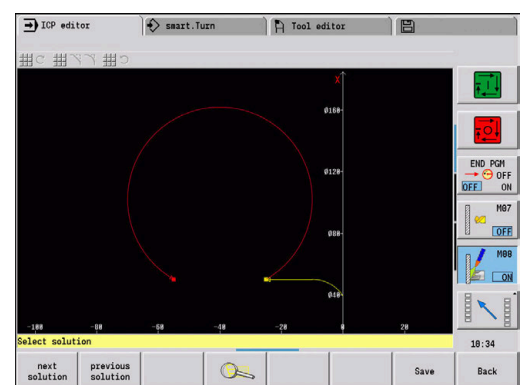 ICP editor
smart.Turn
Tool editor
X
Ø160
Ø120
Ø80
Ø40
-100 -80 -60 -40 -20 0 20
Select solution
END PGM
OFF
OFF ON
M07
OFF
M08
ON
10:34
next solution
previous solution
Save
Back